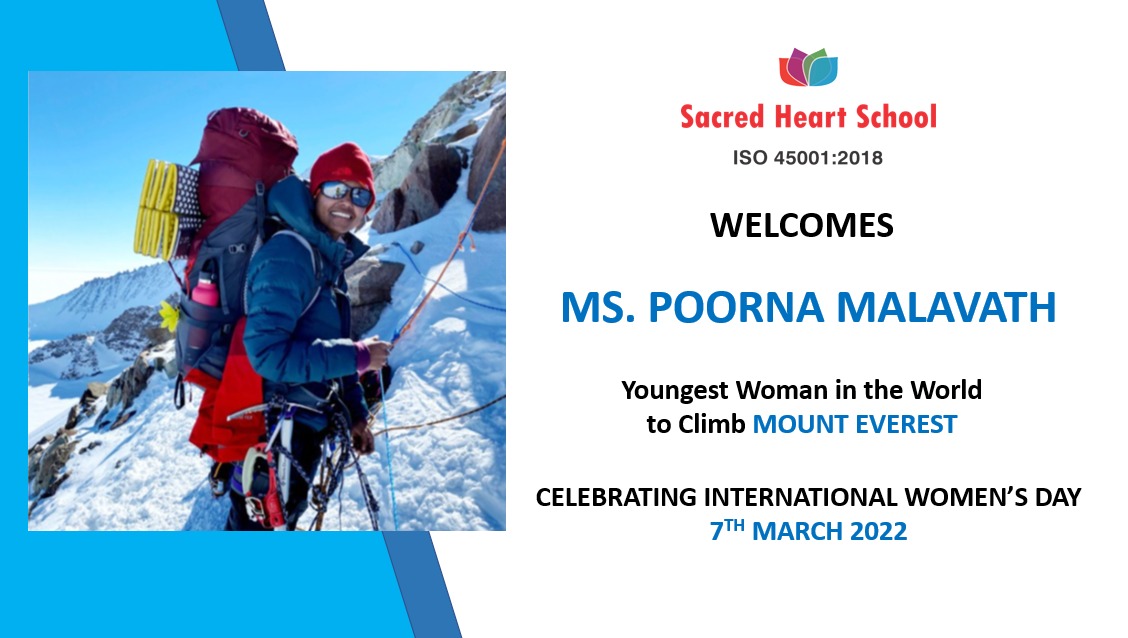 Sacred Heart School
ISO 45001:2018
WELCOMES
MS. POORNA MALAVATH
Youngest Woman in the World
to Climb MOUNT EVEREST
CELEBRATING INTERNATIONAL WOMEN’S DAY
7TH MARCH 2022